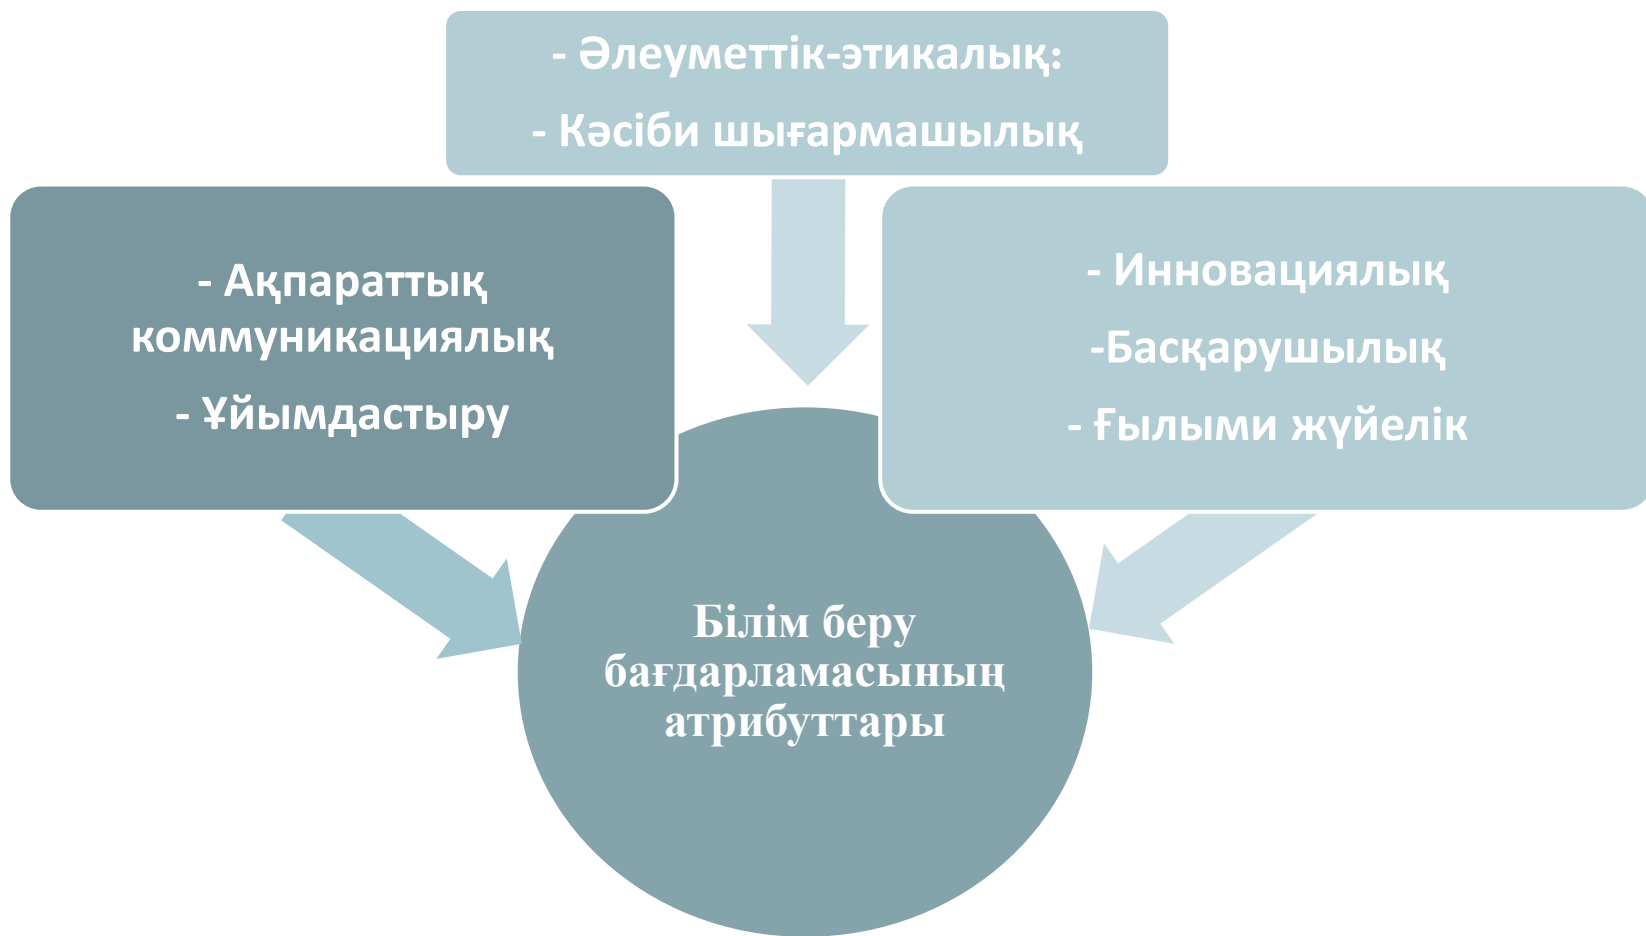 - Әлеуметтік-этикалық:
- Кәсіби шығармашылық
- Ақпараттық
коммуникациялық
- Ұйымдастыру
- Инновациялық
-Басқарушылық
- Ғылыми жүйелік
Білім беру
бағдарламасының
атрибуттары